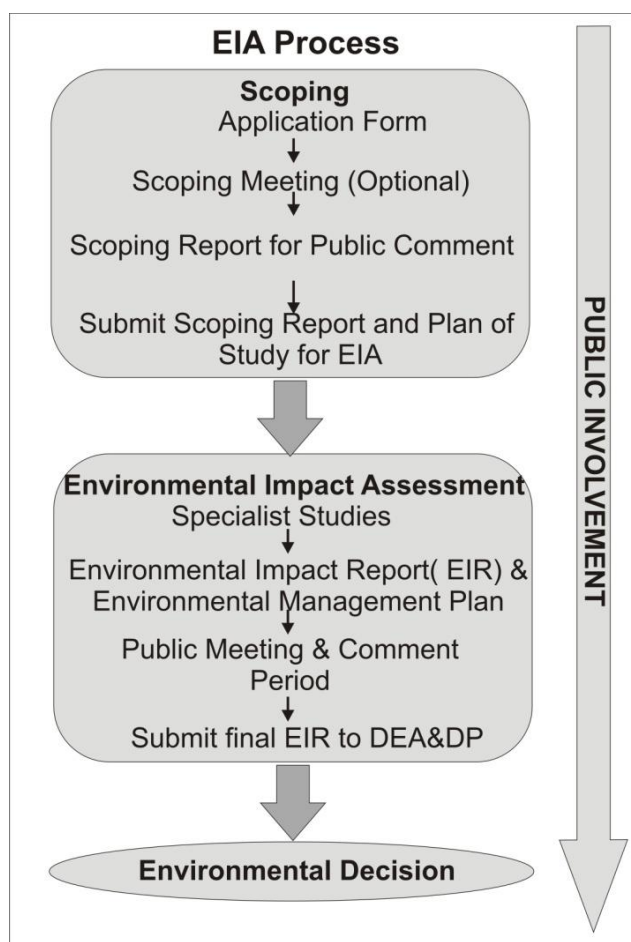 EIA Process
Scoping
Application Form
Scoping Meeting (Optional)
Scoping Report for Public Comment
Submit Scoping Report and Plan of
Study for EIA
Environmental Impact Assessment
Specialist Studies
Environmental Impact Report( EIR) &
Environmental Management Plan
Public Meeting & Comment
Period
Submit final EIR to DEA&DP
Environmental Decision
PUBLIC INVOLVEMENT